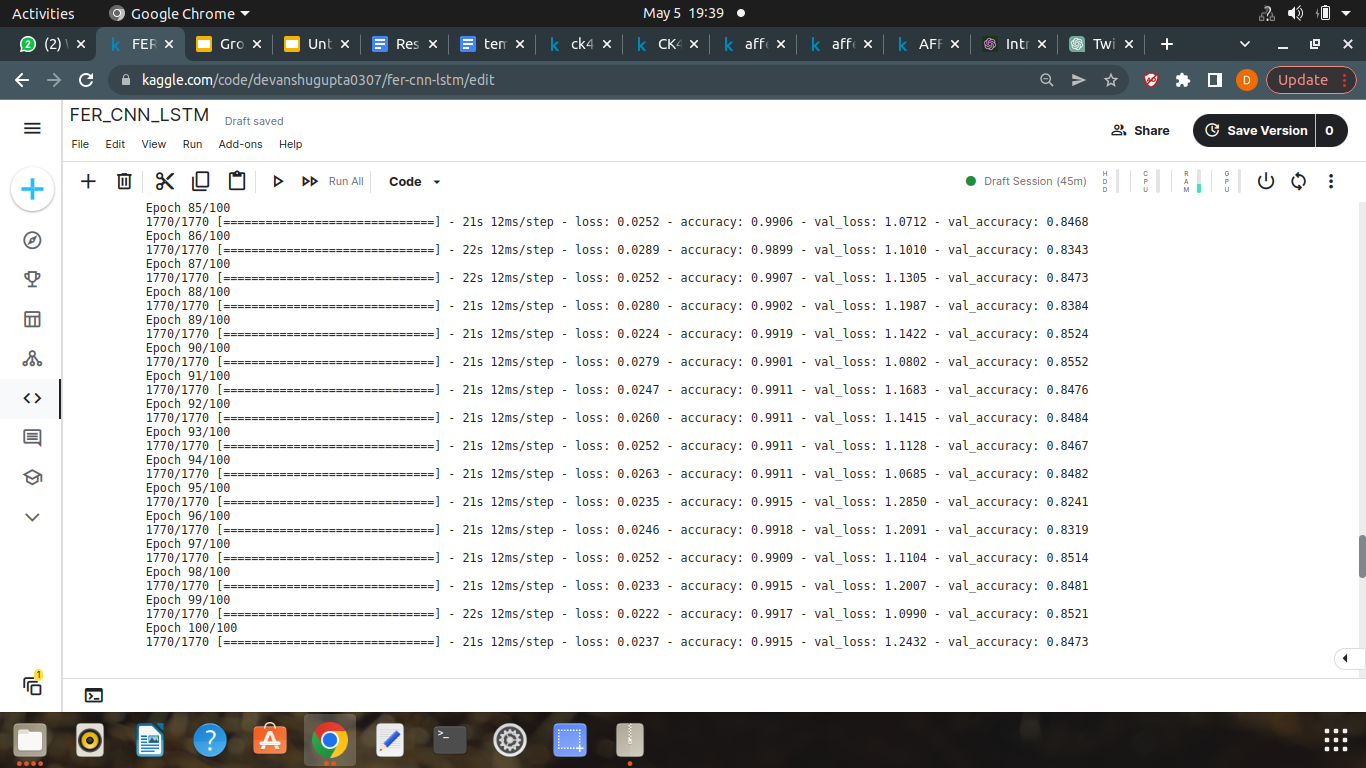 Activities
Google Chrome
May 5 19:39
(2)
FER
Gro
Unt
Res
ten
ck4
CK4
affe
affe
AFF
Intr
Twi
kaggle.com/code/devanshugupta0307/fer-cnn-lstm/edit
D
Update
FER_CNN_LSTM
Draft saved
File Edit View Run Add-ons Help
Share
Save Version
0
Run All
Code
Draft Session (45m)
HDD
CPU
RAM
GPU
Epoch 85/100
1770/1770 [==============================] - 21s 12ms/step - loss: 0.0252 - accuracy: 0.9906 - val_loss: 1.0712 - val_accuracy: 0.8468
Epoch 86/100
1770/1770 [==============================] - 22s 12ms/step - loss: 0.0289 - accuracy: 0.9899 - val_loss: 1.1010 - val_accuracy: 0.8343
Epoch 87/100
1770/1770 [==============================] - 22s 12ms/step - loss: 0.0252 - accuracy: 0.9907 - val_loss: 1.1305 - val_accuracy: 0.8473
Epoch 88/100
1770/1770 [==============================] - 21s 12ms/step - loss: 0.0280 - accuracy: 0.9902 - val_loss: 1.1987 - val_accuracy: 0.8384
Epoch 89/100
1770/1770 [==============================] - 21s 12ms/step - loss: 0.0224 - accuracy: 0.9919 - val_loss: 1.1422 - val_accuracy: 0.8524
Epoch 90/100
1770/1770 [==============================] - 21s 12ms/step - loss: 0.0279 - accuracy: 0.9901 - val_loss: 1.0802 - val_accuracy: 0.8552
Epoch 91/100
1770/1770 [==============================] - 21s 12ms/step - loss: 0.0247 - accuracy: 0.9911 - val_loss: 1.1683 - val_accuracy: 0.8476
Epoch 92/100
1770/1770 [==============================] - 21s 12ms/step - loss: 0.0260 - accuracy: 0.9911 - val_loss: 1.1415 - val_accuracy: 0.8484
Epoch 93/100
1770/1770 [==============================] - 21s 12ms/step - loss: 0.0252 - accuracy: 0.9911 - val_loss: 1.1128 - val_accuracy: 0.8467
Epoch 94/100
1770/1770 [==============================] - 21s 12ms/step - loss: 0.0263 - accuracy: 0.9911 - val_loss: 1.0685 - val_accuracy: 0.8482
Epoch 95/100
1770/1770 [==============================] - 21s 12ms/step - loss: 0.0235 - accuracy: 0.9915 - val_loss: 1.2850 - val_accuracy: 0.8241
Epoch 96/100
1770/1770 [==============================] - 21s 12ms/step - loss: 0.0246 - accuracy: 0.9918 - val_loss: 1.2091 - val_accuracy: 0.8319
Epoch 97/100
1770/1770 [==============================] - 21s 12ms/step - loss: 0.0252 - accuracy: 0.9909 - val_loss: 1.1104 - val_accuracy: 0.8514
Epoch 98/100
1770/1770 [==============================] - 21s 12ms/step - loss: 0.0233 - accuracy: 0.9915 - val_loss: 1.2007 - val_accuracy: 0.8481
Epoch 99/100
1770/1770 [==============================] - 22s 12ms/step - loss: 0.0222 - accuracy: 0.9917 - val_loss: 1.0990 - val_accuracy: 0.8521
Epoch 100/100
1770/1770 [==============================] - 21s 12ms/step - loss: 0.0237 - accuracy: 0.9915 - val_loss: 1.2432 - val_accuracy: 0.8473
1